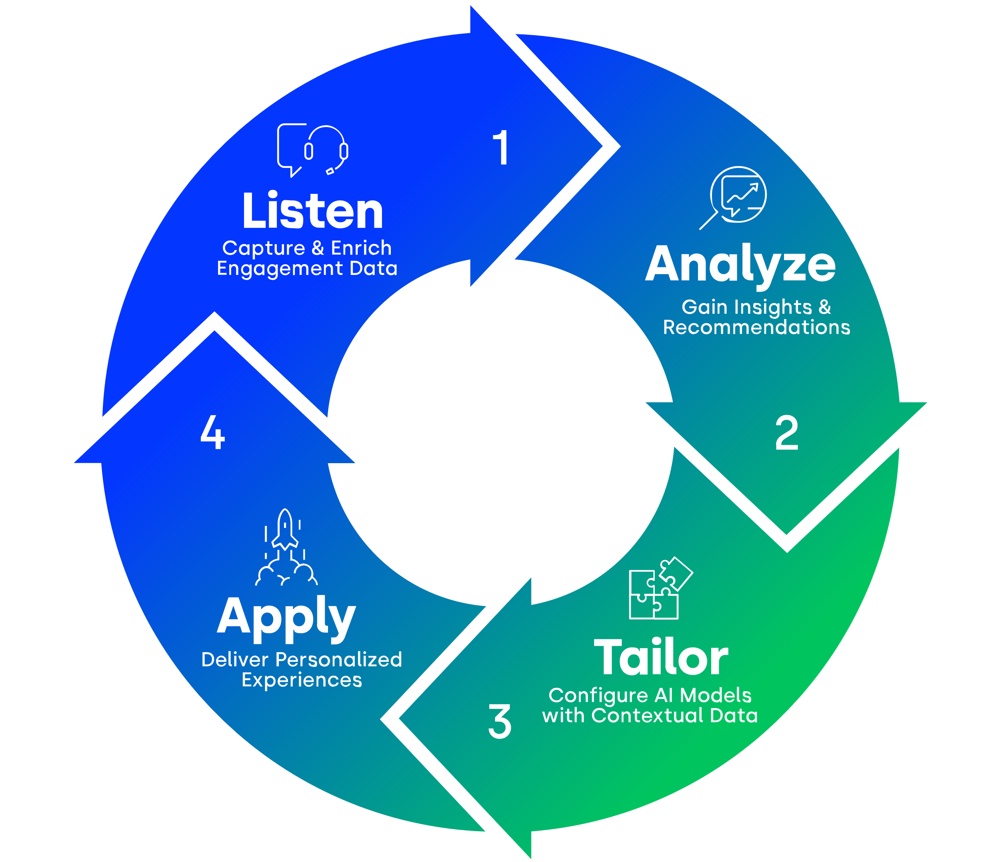 1
Listen
Capture & Enrich
Engagement Data
Analyze
Gain Insights &
Recommendations
2
Tailor
Configure AI Models
with Contextual Data
3
Apply
Deliver Personalized
Experiences
4